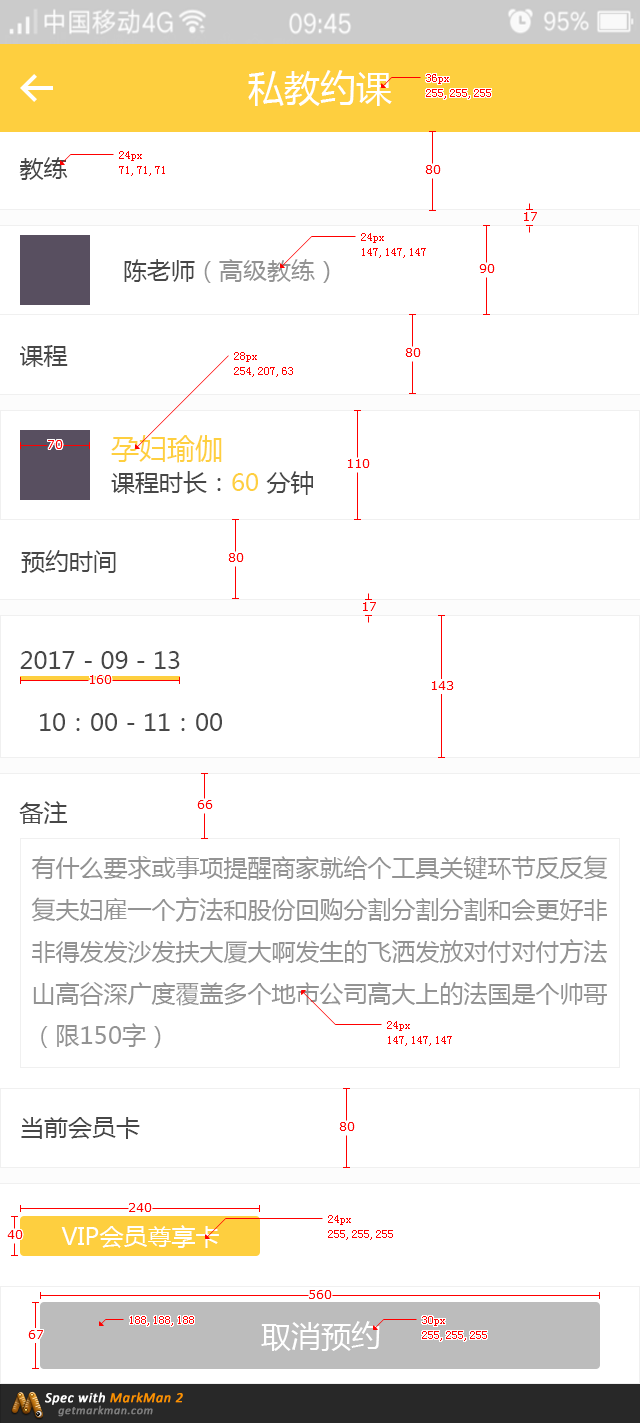 中国移动4G 09:45 95%
私教约课
36px
255, 255, 255
教练
24px
71, 71, 71
80
17
陈老师（高级教练）
24px
147, 147, 147
90
课程
28px
254, 207, 63
80
70
孕妇瑜伽
课程时长：60 分钟
110
预约时间
80
17
2017 - 09 - 13
160
10：00 - 11：00
143
备注
66
有什么要求或事项提醒商家就给个工具关键环节反反复
复夫妇雇一个方法和股份回购分割分割分割和会更好非
非得发发沙发扶大厦大啊发生的飞洒发放对付对付方法
山高谷深广度覆盖多个地市公司高大上的法国是个帅哥
（限150字）
24px
147, 147, 147
当前会员卡
80
240
40
VIP会员尊享卡
24px
255, 255, 255
560
67
188, 188, 188
取消预约
30px
255, 255, 255
Spec with MarkMan 2
getmarkman.com